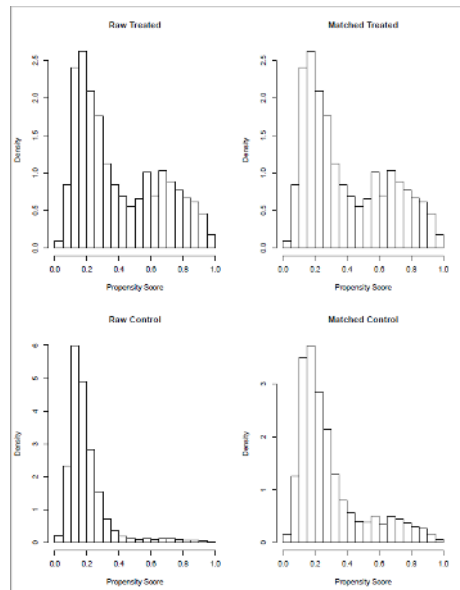 Raw Treated
Density
0.0 0.5 1.0 1.5 2.0 2.5
0.0 0.2 0.4 0.6 0.8 1.0
Propensity Score
Matched Treated
Density
0.0 0.5 1.0 1.5 2.0 2.5
0.0 0.2 0.4 0.6 0.8 1.0
Propensity Score
Raw Control
Density
0 1 2 3 4 5 6
0.0 0.2 0.4 0.6 0.8 1.0
Propensity Score
Matched Control
Density
0 1 2 3
0.0 0.2 0.4 0.6 0.8 1.0
Propensity Score